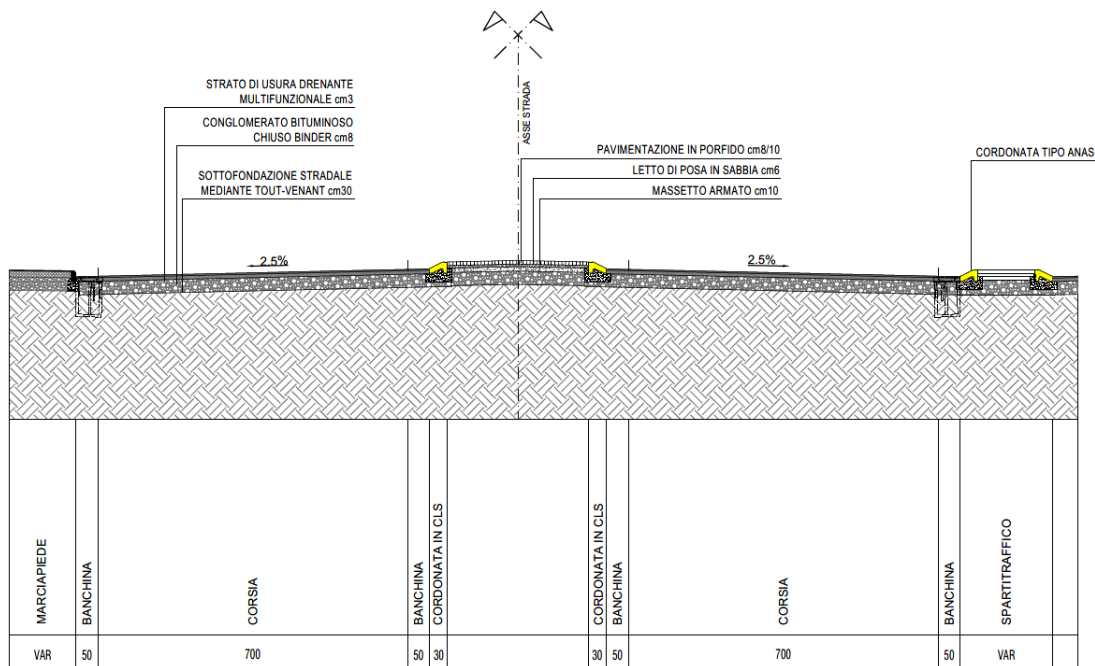 STRATO DI USURA DRENANTE
MULTIFUNZIONALE cm3
CONGLOMERATO BITUMINOSO
CHIUSO BINDER cm8
SOTTOFONDAZIONE STRADALE
MEDIANTE TOUT-VENANT cm30
ASSE STRADA
PAVIMENTAZIONE IN PORFIDO cm8/10
LETTO DI POSA IN SABBIA cm6
MASSETTO ARMATO cm10
CORDONATA TIPO ANAS
2.5%
2.5%
MARCIAPIEDE
BANCHINA
CORSIA
BANCHINA
CORDONATA IN CLS
CORDONATA IN CLS
BANCHINA
CORSIA
BANCHINA
SPARTITRAFFICO
VAR
50
700
50
30
30
50
700
50
VAR